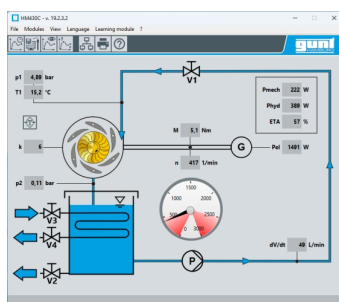 HM430C - v. 19.2.3.2
File Modules View Language Learning module ?
gunt
p1 4,09 bar
T1 15,2 °C
V1
Pmech 222 W
Phyd 389 W
ETA 57 %
k 6
M 5,1 Nm
G
Pel 1491 W
n 417 1/min
p2 0,11 bar
V3
V4
V2
0
500
1000
1500
2000
2500
3000
P
dV/dt 49 L/min